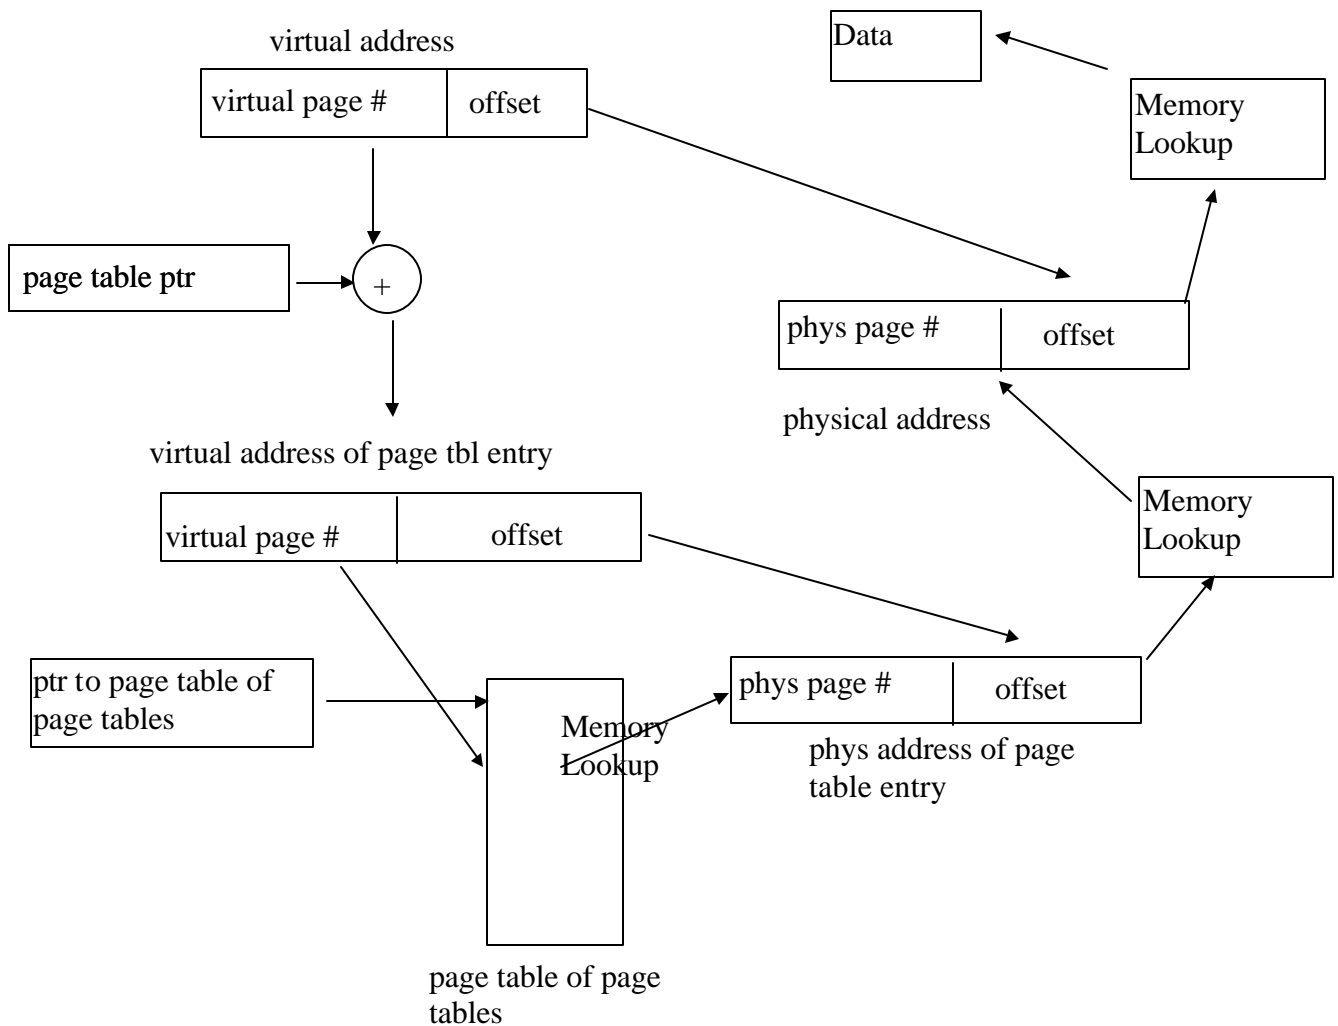 virtual address
virtual page #
offset
Data
Memory
Lookup
page table ptr
+
phys page #
offset
physical address
virtual address of page tbl entry
virtual page #
offset
Memory
Lookup
ptr to page table of
page tables
Memory
Lookup
phys page #
offset
phys address of page
table entry
page table of page
tables